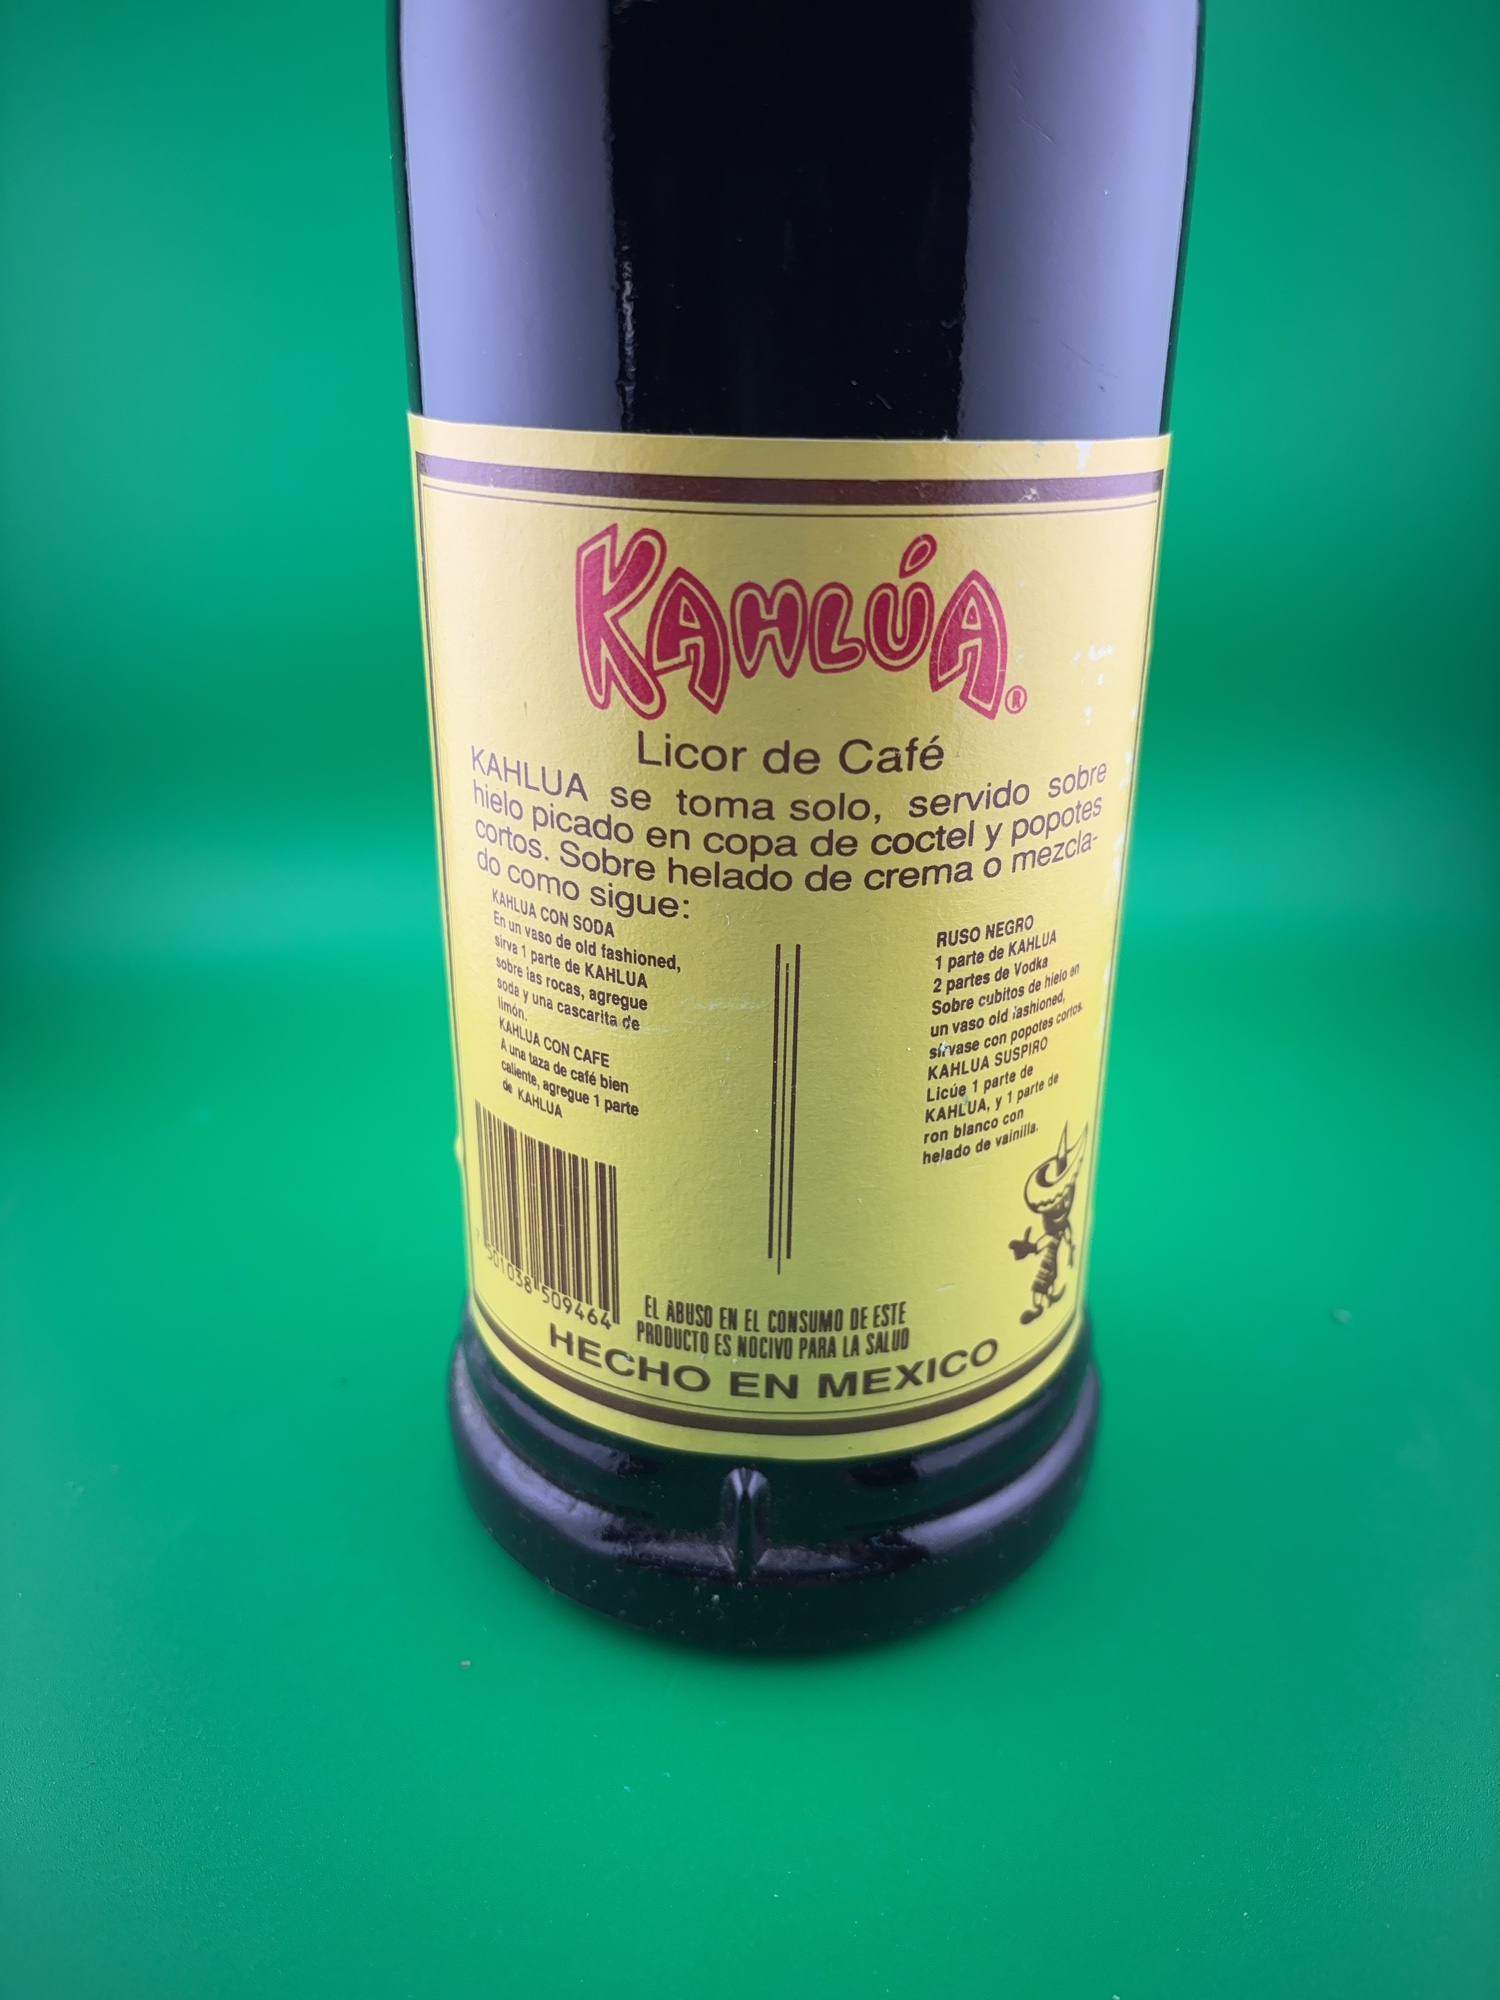 KAHLÚA®
Licor de Café
KAHLUA se toma solo, servido sobre
hielo picado en copa de coctel y popotes
cortos. Sobre helado de crema o mezcla-
do como sigue:
KAHLUA CON SODA
En un vaso de old fashioned,
sirva 1 parte de KAHLUA
sobre las rocas, agregue
soda y una cascarita de
limón.
KAHLUA CON CAFE
A una taza de café bien
caliente, agregue 1 parte
de KAHLUA
RUSO NEGRO
1 parte de KAHLUA
2 partes de Vodka
Sobre cubitos de hielo en
un vaso old fashioned,
sírvase con popotes cortos.
KAHLUA SUSPIRO
Licúe 1 parte de
KAHLUA, y 1 parte de
ron blanco con
helado de vainilla.
7 501038 509464
EL ABUSO EN EL CONSUMO DE ESTE
PRODUCTO ES NOCIVO PARA LA SALUD
HECHO EN MEXICO